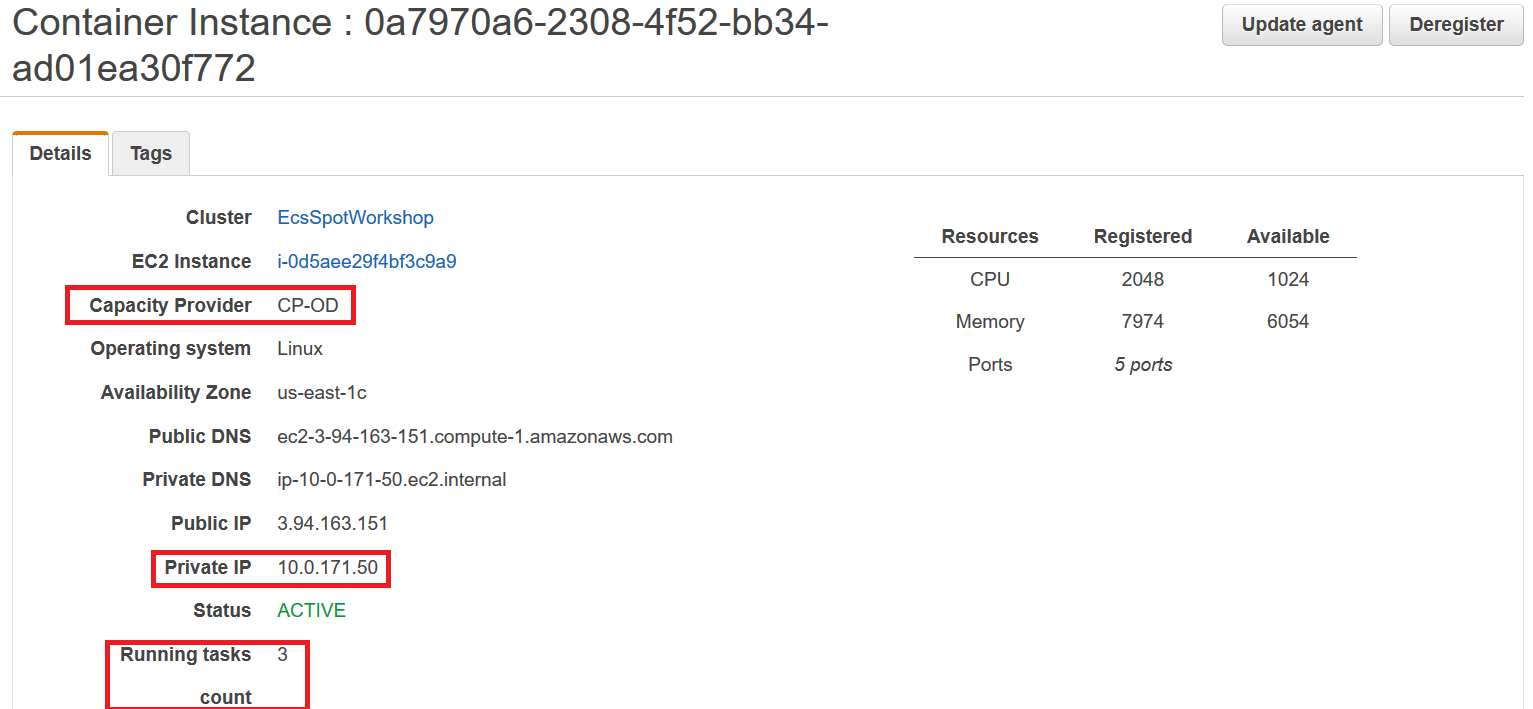 Container Instance : 0a7970a6-2308-4f52-bb34-
ad01ea30f772
Update agent
Deregister
Details
Tags
Cluster EcsSpotWorkshop
EC2 Instance i-0d5aee29f4bf3c9a9
Capacity Provider CP-OD
Operating system Linux
Availability Zone us-east-1c
Public DNS ec2-3-94-163-151.compute-1.amazonaws.com
Private DNS ip-10-0-171-50.ec2.internal
Public IP 3.94.163.151
Private IP 10.0.171.50
Status ACTIVE
Running tasks 3
count
Resources Registered Available
CPU 2048 1024
Memory 7974 6054
Ports 5 ports